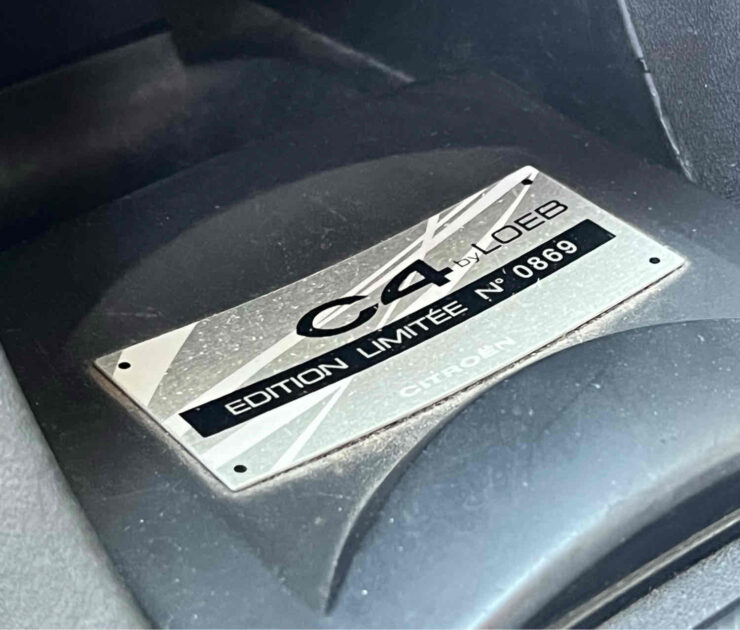 C4 by LOEB
EDITION LIMITÉE N° 0869
CITROËN